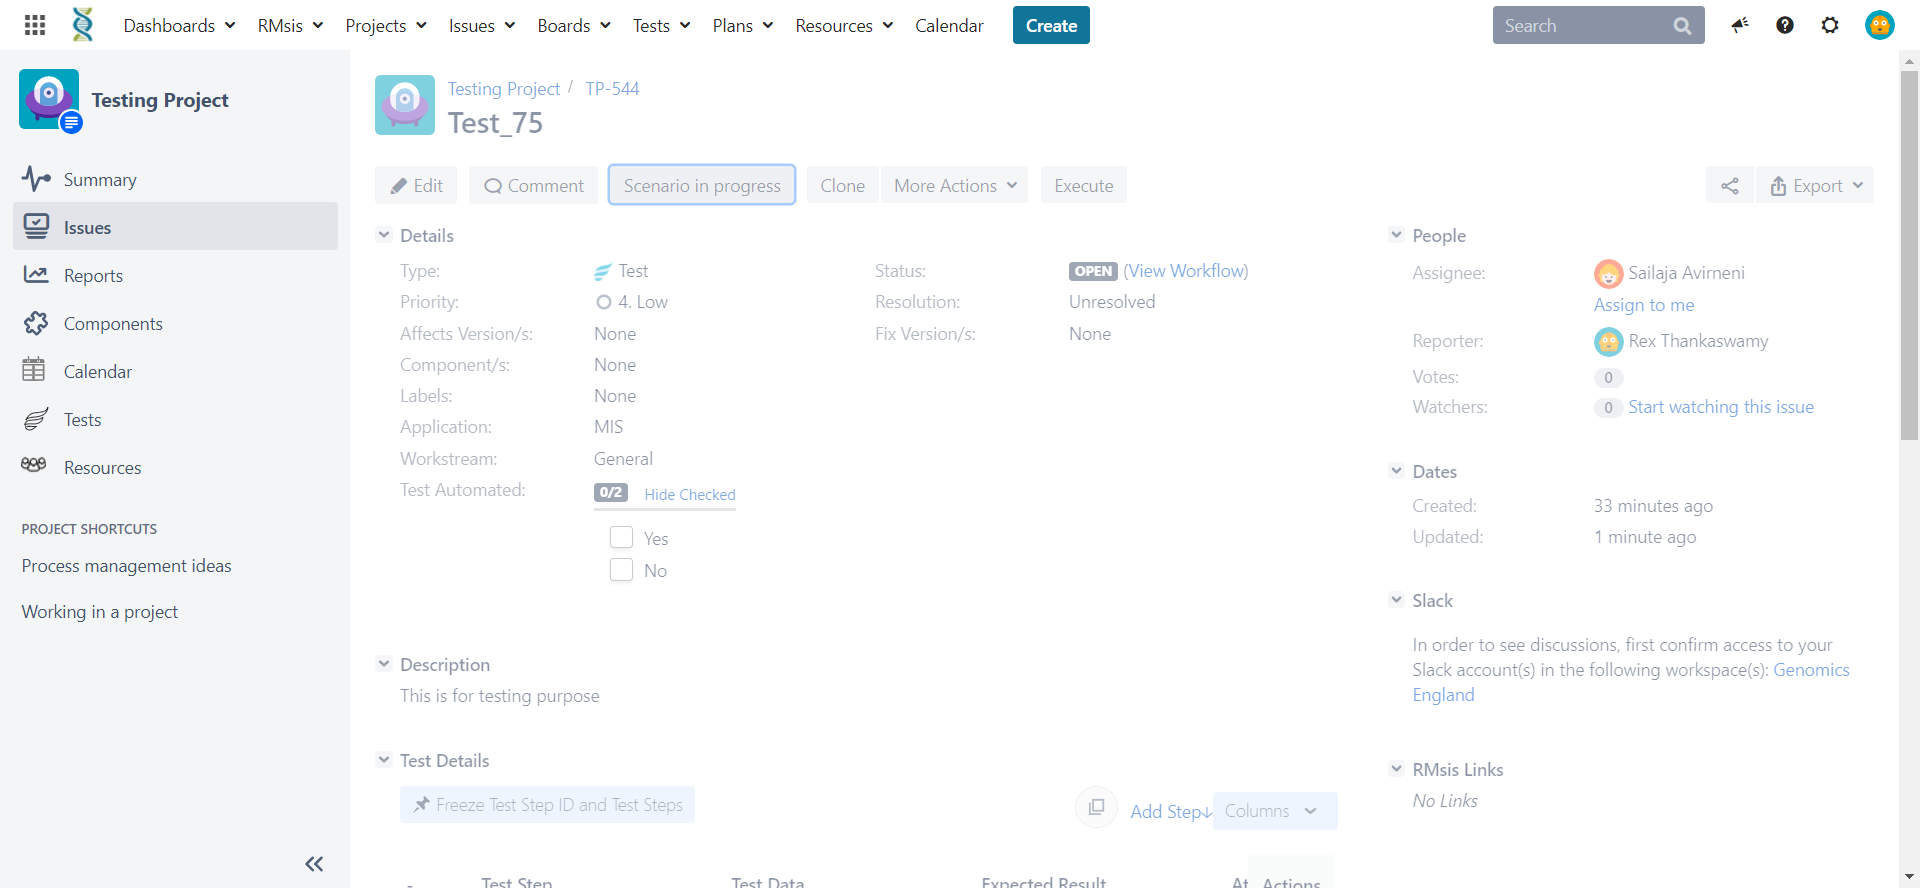 Dashboards RMsis Projects Issues Boards Tests Plans Resources Calendar Create Search
Testing Project
Summary
Issues
Reports
Components
Calendar
Tests
Resources
PROJECT SHORTCUTS
Process management ideas
Working in a project
Testing Project / TP-544
Test_75
Edit Comment Scenario in progress Clone More Actions Execute Export
Details
Type: Test
Priority: 4. Low
Affects Version/s: None
Component/s: None
Labels: None
Application: MIS
Workstream: General
Test Automated: 0/2 Hide Checked
Yes
No
Status: OPEN (View Workflow)
Resolution: Unresolved
Fix Version/s: None
Description
This is for testing purpose
Test Details
Freeze Test Step ID and Test Steps
Add Step Columns
- Test Step Test Data Expected Result At Actions
People
Assignee: Sailaja Avirneni
Assign to me
Reporter: Rex Thankaswamy
Votes: 0
Watchers: 0 Start watching this issue
Dates
Created: 33 minutes ago
Updated: 1 minute ago
Slack
In order to see discussions, first confirm access to your
Slack account(s) in the following workspace(s): Genomics
England
RMsis Links
No Links